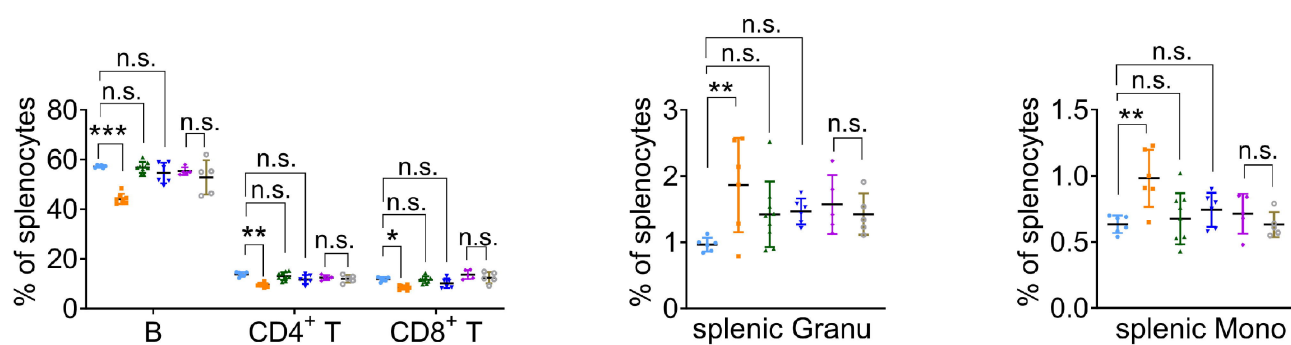 n.s.
n.s.
***
n.s.
n.s.
n.s.
**
n.s.
n.s.
n.s.
*
n.s.
% of splenocytes
80
60
40
20
0
B
CD4+ T
CD8+ T
n.s.
n.s.
**
n.s.
% of splenocytes
3
2
1
0
splenic Granu
n.s.
n.s.
**
n.s.
% of splenocytes
1.5
1.0
0.5
0.0
splenic Mono